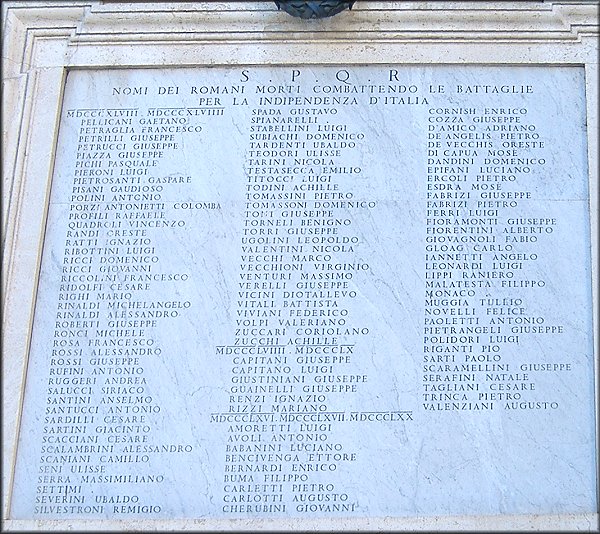 S. P. Q. R
NOMI DEI ROMANI MORTI COMBATTENDO LE BATTAGLIE
PER LA INDIPENDENZA D'ITALIA
MDCCCXLVIII. MDCCCXLVIIII
PELLICANI GAETANO
PETRAGLIA FRANCESCO
PETRILLI GIUSEPPE
PETRUCCI GIUSEPPE
PIAZZA GIUSEPPE
PICHI PASQUALE
PIERONI LUIGI
PIETROSANTI GASPARE
PISANI GAUDIOSO
POLINI ANTONIO
PORZI ANTONIETTI COLOMBA
PROFILI RAFFAELE
QUADROLI VINCENZO
RANDI ORESTE
RATTI IGNAZIO
RIBOTTINI LUIGI
RICCI DOMENICO
RICCI GIOVANNI
RICCOLINI FRANCESCO
RIDOLFI CESARE
RIGHI MARIO
RINALDI MICHELANGELO
RINALDI ALESSANDRO
ROBERTI GIUSEPPE
RONCI MICHELE
ROSA FRANCESCO
ROSSI ALESSANDRO
ROSSI GIUSEPPE
RUFINI ANTONIO
RUGGERI ANDREA
SALUCCI SIRIACO
SANTINI ANSELMO
SANTUCCI ANTONIO
SARDILLI CESARE
SARTINI GIACINTO
SCACCIANI CESARE
SCALAMBRINI ALESSANDRO
SCANIANI CAMILLO
SENI ULISSE
SERRA MASSIMILIANO
SETTIMI
SEVERINI UBALDO
SILVESTRONI REMIGIO
SPADA GUSTAVO
SPIANARELLI
STABELLINI LUIGI
SUBIACHI DOMENICO
TARDENTI UBALDO
TEODORI ULISSE
TARINI NICOLA
TESTASECCA EMILIO
TITOCCI LUIGI
TODINI ACHILLE
TOMASSINI PIETRO
TOMASSONI DOMENICO
TOSI GIUSEPPE
TORNELI BENIGNO
TORRI GIUSEPPE
UGOLINI LEOPOLDO
VALENTINI NICOLA
VECCHI MARCO
VECCHIONI VIRGINIO
VENTURI MASSIMO
VERELLI GIUSEPPE
VICINI DIOTALLEVO
VITALI BATTISTA
VIVIANI FEDERICO
VOLPI VALERIANO
ZUCCARI CORIOLANO
ZUCCHI ACHILLE
MDCCCLVIIII. MDCCCLX
CAPITANI GIUSEPPE
CAPITANO LUIGI
GIUSTINIANI GIUSEPPE
GUAINELLI GIUSEPPE
RENZI IGNAZIO
RIZZI MARIANO
MDCCCLXVI. MDCCCLXVII. MDCCCLXX
AMORETTI LUIGI
AVOLI ANTONIO
BABANINI LUCIANO
BENCIVENGA ETTORE
BERNARDI ENRICO
BUMA FILIPPO
CARLETTI PIETRO
CARLOTTI AUGUSTO
CHERUBINI GIOVANNI
CORNISH ENRICO
COZZA GIUSEPPE
D'AMICO ADRIANO
DE ANGELIS PIETRO
DE VECCHIS ORESTE
DI CAPUA MOSÈ
DANDINI DOMENICO
EPIFANI LUCIANO
ERCOLI PIETRO
ESDRA MOSÈ
FABRIZI GIUSEPPE
FABRIZI PIETRO
FERRI LUIGI
FIORAMONTI GIUSEPPE
FIORENTINI ALBERTO
GIOVAGNOLI FABIO
GLOAG CARLO
IANNETTI ANGELO
LEONARDI LUIGI
LIPPI RANIERO
MALATESTA FILIPPO
MONACO
MUGGIA TULLIO
NOVELLI FELICE
PAOLETTI ANTONIO
PIETRANGELI GIUSEPPE
POLIDORI LUIGI
RIGANTI PIO
SARTI PAOLO
SCARAMELLINI GIUSEPPE
SERAFINI NATALE
TAGLIANI CESARE
TRINCA PIETRO
VALENZIANI AUGUSTO